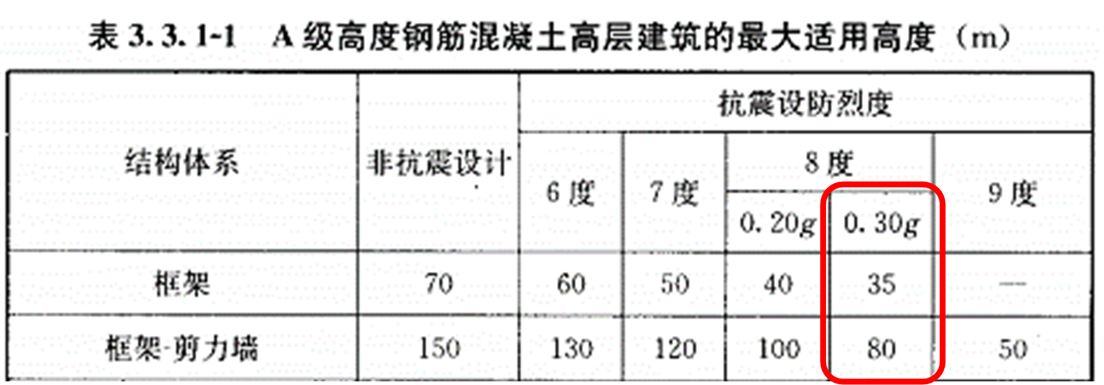 表 3.3.1-1 A 级高度钢筋混凝土高层建筑的最大适用高度（m）
结构体系 非抗震设计 抗震设防烈度
6 度 7 度 8 度 9 度
0.20g 0.30g
框架 70 60 50 40 35 —
框架-剪力墙 150 130 120 100 80 50